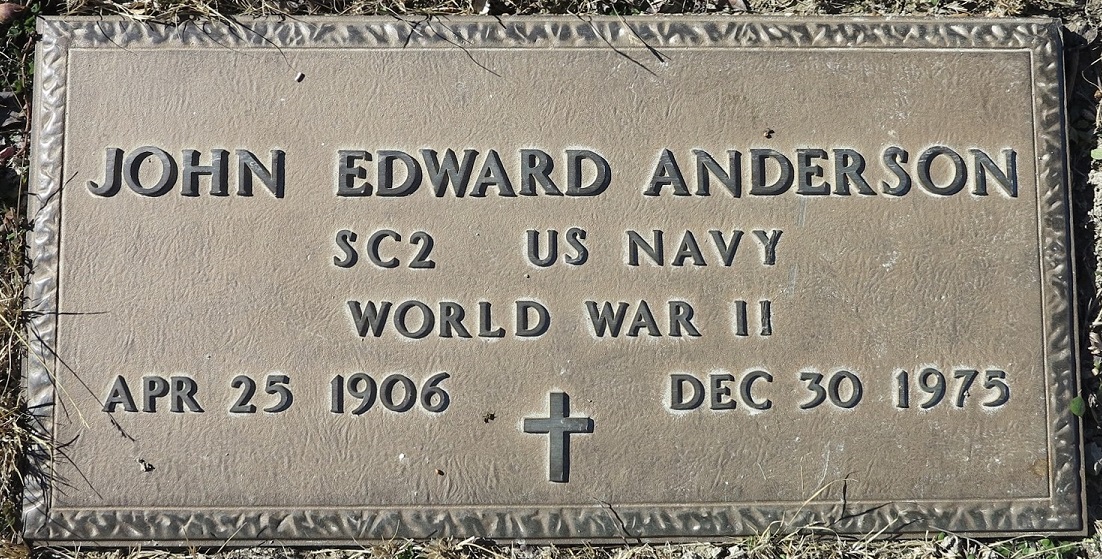 JOHN EDWARD ANDERSON
SC2 US NAVY
WORLD WAR II
APR 25 1906 DEC 30 1975